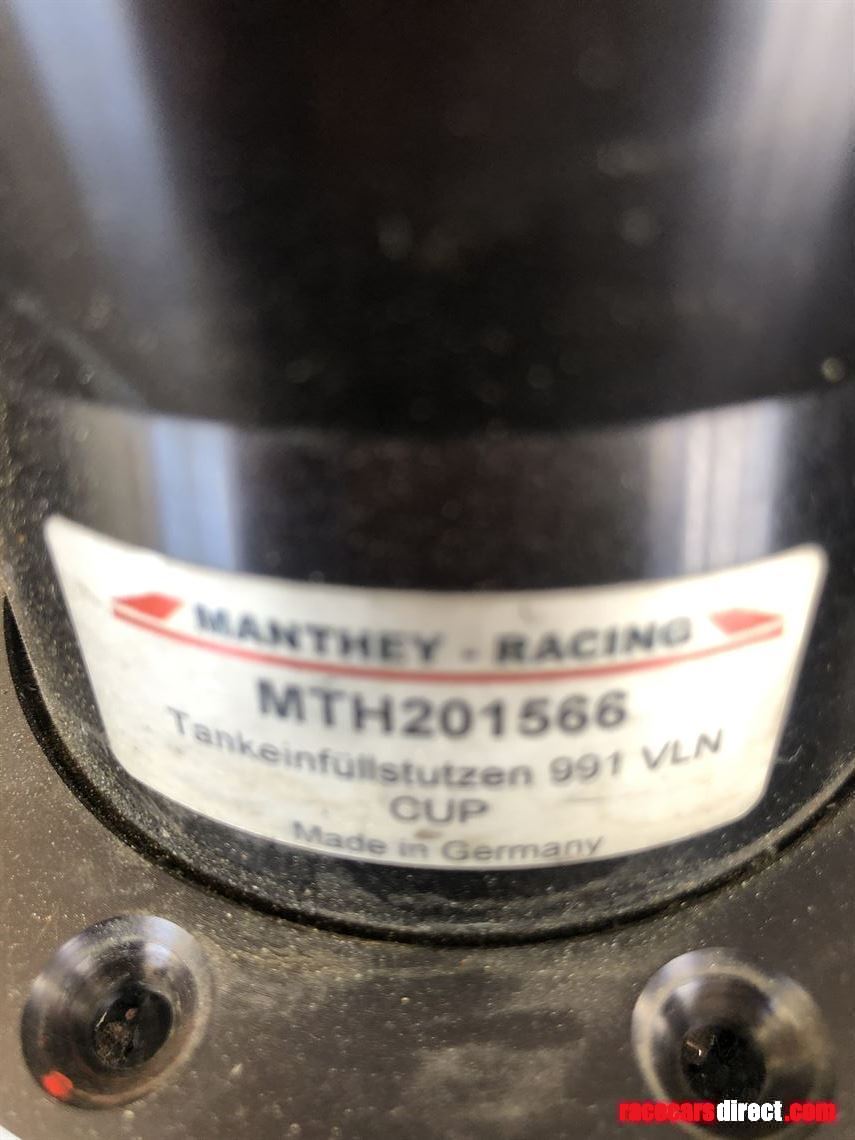 MANTHEY - RACING
MTH201566
Tankeinfüllstutzen 991 VLN
CUP
Made in Germany
racecarsdirect.com